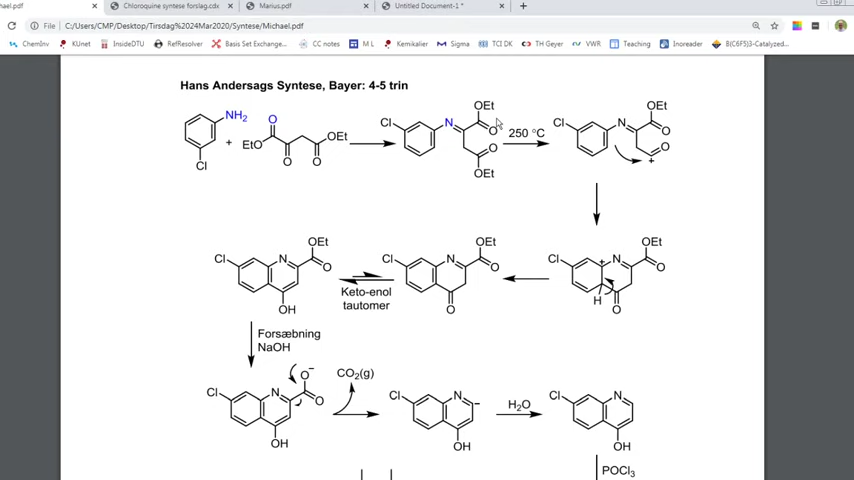 ael.pdf
Chloroquine syntese forslag.cdx
Marius.pdf
Untitled Document-1 *
File C:/Users/CMP/Desktop/Tirsdag%2024Mar2020/Syntese/Michael.pdf
ChemInv KUnet InsideDTU RefResolver Basis Set Exchange... CC notes M L Kemikalier Sigma TCI DK TH Geyer VWR Teaching Inoreader B(C6F5)3-Catalyzed...
Hans Andersags Syntese, Bayer: 4-5 trin
NH2
Cl
+
O
EtO
O
O
OEt
Cl
N
OEt
O
O
OEt
250 °C
Cl
N
OEt
O
O
+
Cl
N
OEt
O
OH
Keto-enol
tautomer
Cl
N
OEt
O
O
Cl
+
N
OEt
O
H
O
Forsæbning
NaOH
Cl
N
O−
O
OH
CO2(g)
Cl
N
−
OH
H2O
Cl
N
OH
POCl3